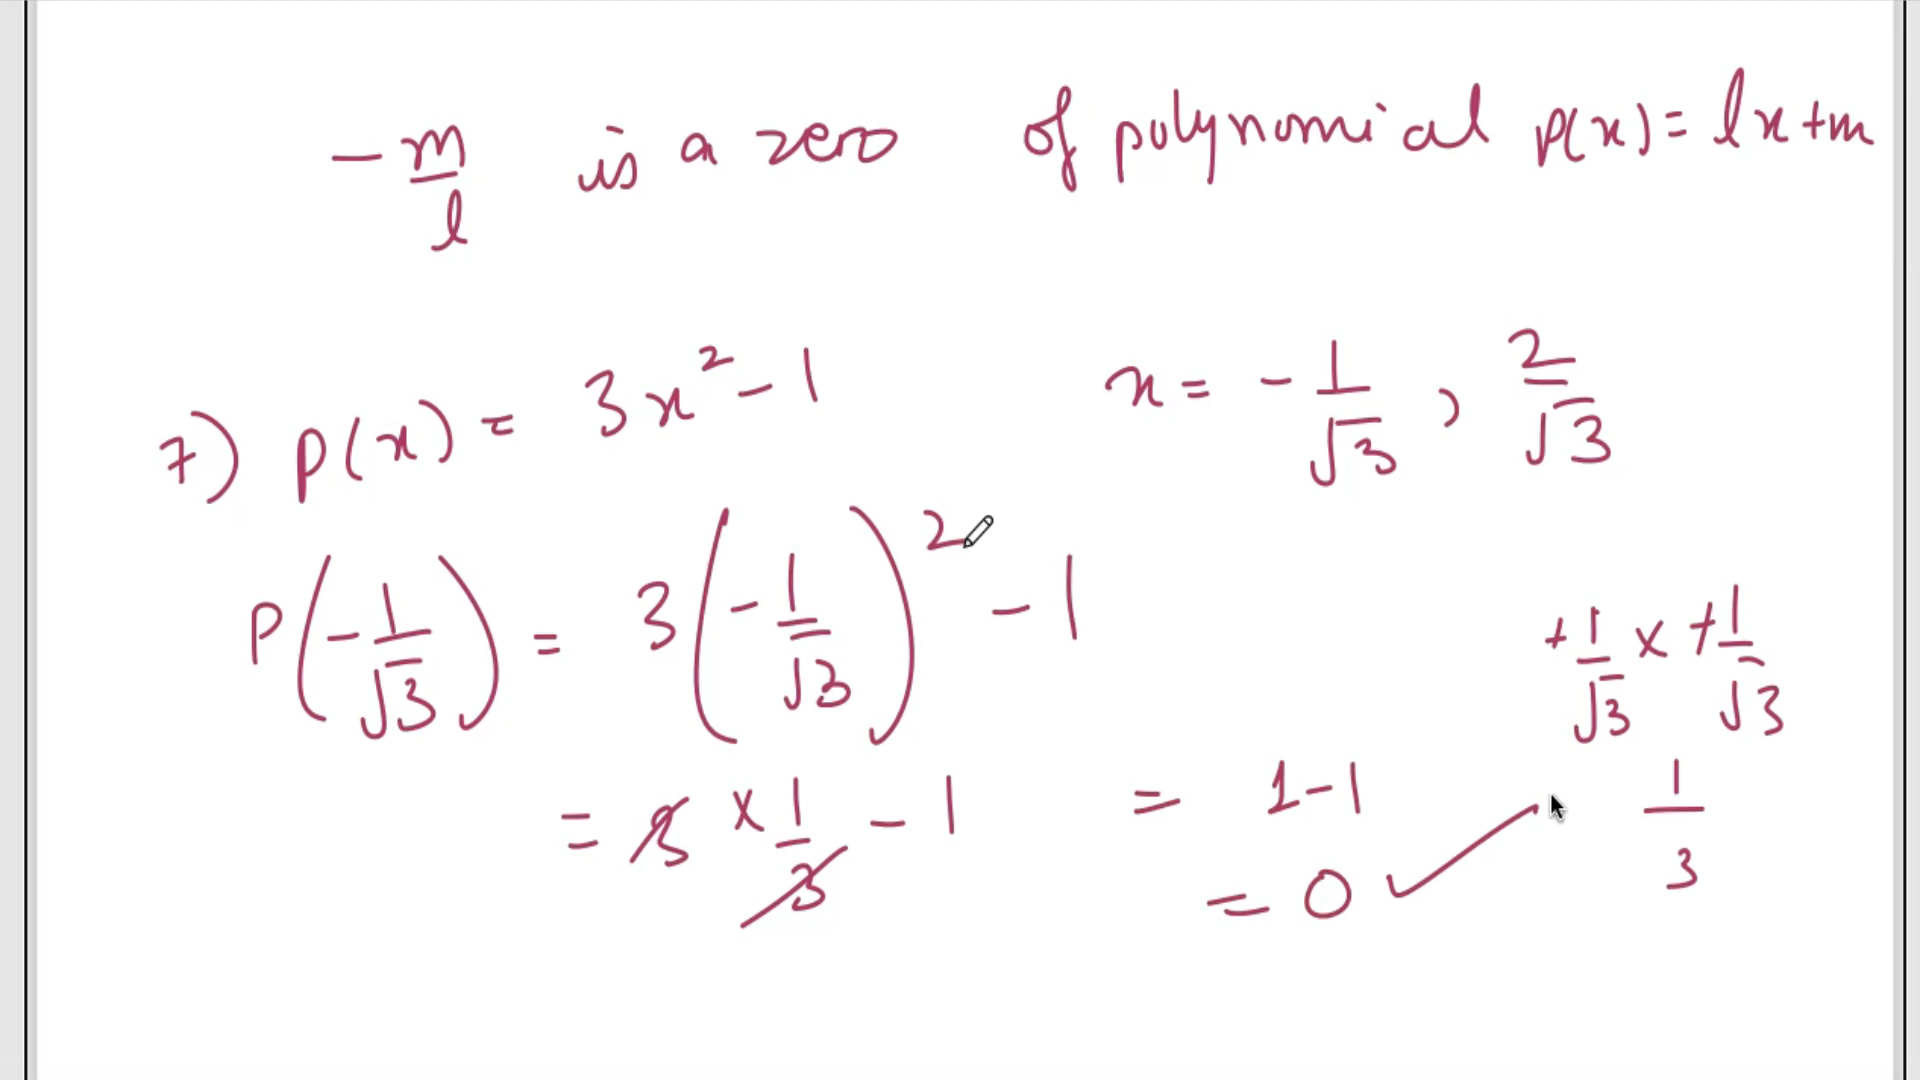 -m/l is a zero of polynomial p(x) = lx+m
7) p(x) = 3x² - 1 x = -1/√3 , 2/√3
P(-1/√3) = 3(-1/√3)² - 1
+1/√3 x +1/√3
= 3 x 1/3 - 1 = 1-1
1/3
= 0 ✓